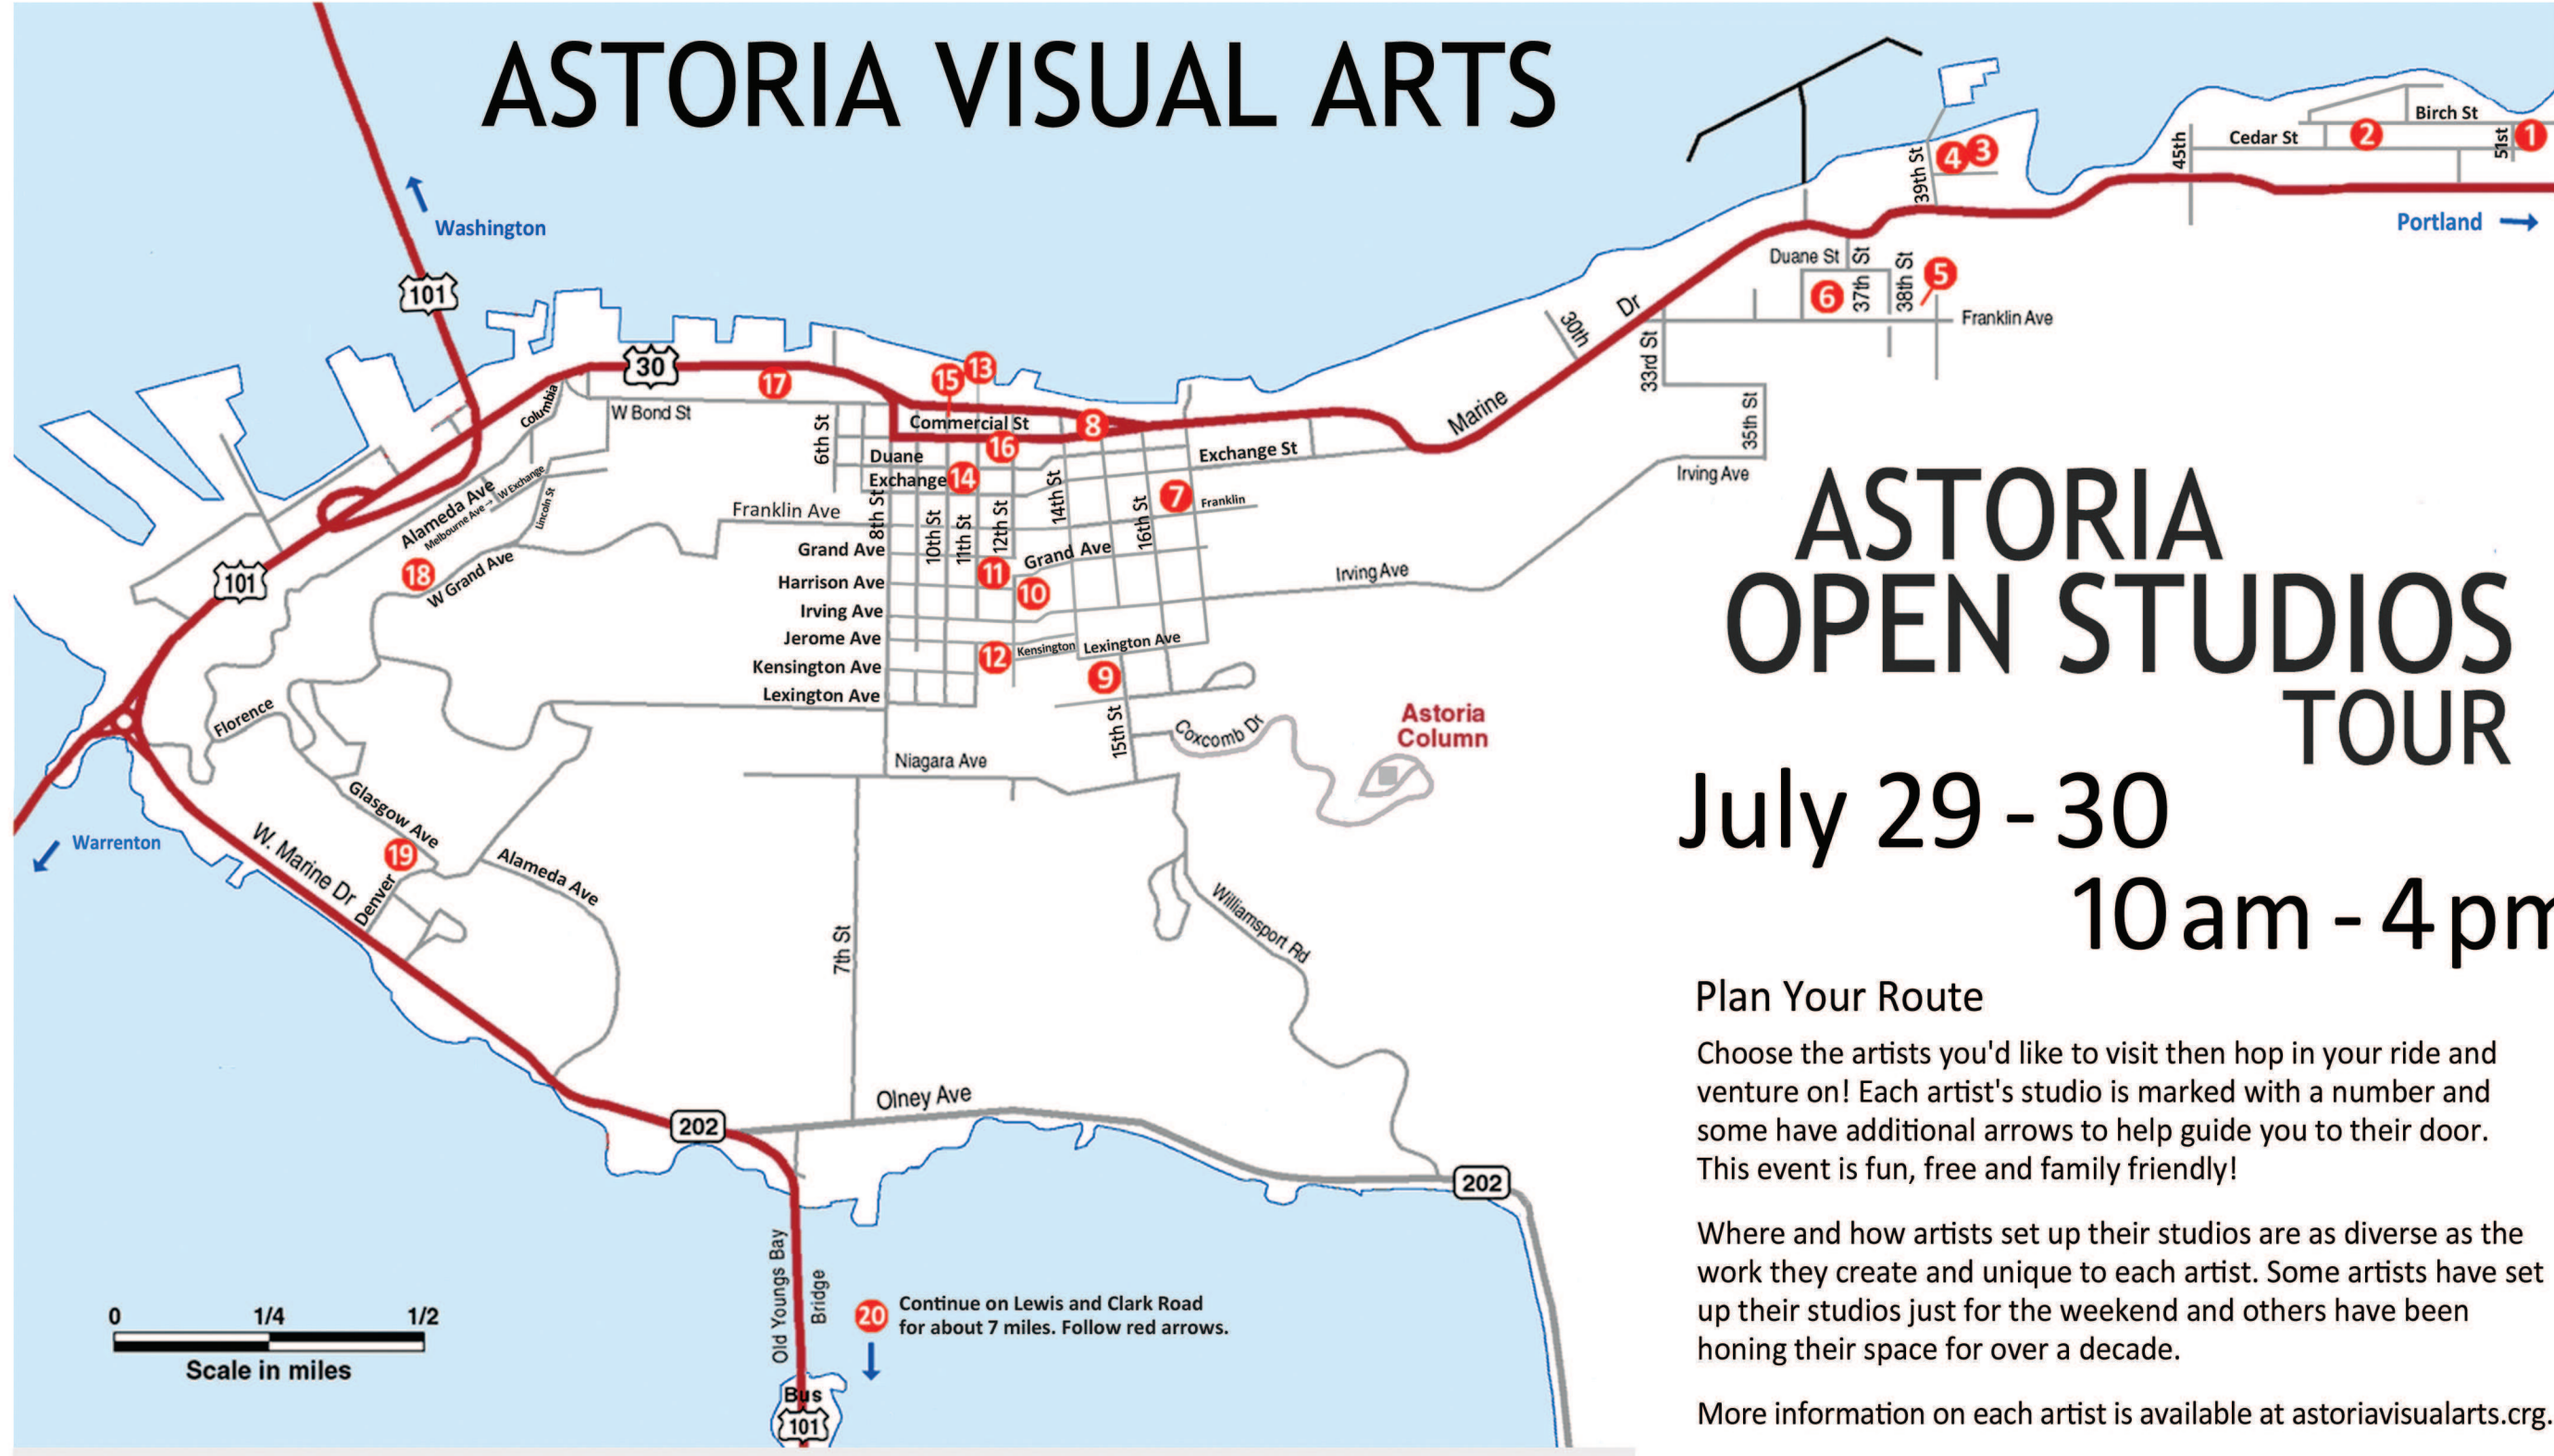 ASTORIA VISUAL ARTS
Washington
101
30
17
15
13
8
16
14
7
Columbia
W Bond St
6th St
Commercial St
Duane
Exchange
Exchange St
Marine Dr
30th
33rd St
35th St
Irving Ave
39th St
4
3
45th
Cedar St
Birch St
2
51st
1
Portland
Duane St
37th St
38th St
5
6
Franklin Ave
Alameda Ave
Melbourne Ave
W Exchange
Lincoln St
18
W Grand Ave
101
Franklin Ave
8th St
10th St
11th St
12th St
14th St
16th St
Franklin
Grand Ave
Grand Ave
Harrison Ave
11
10
Irving Ave
Irving Ave
Jerome Ave
Kensington Ave
12
Kensington
Lexington Ave
Lexington Ave
9
15th St
Coxcomb Dr
Astoria
Column
Niagara Ave
Florence
Glasgow Ave
19
Denver
W. Marine Dr
Warrenton
Alameda Ave
7th St
Williamsport Rd
Olney Ave
202
202
Old Youngs Bay
Bridge
20
Continue on Lewis and Clark Road
for about 7 miles. Follow red arrows.
Bus
101
0 1/4 1/2
Scale in miles
ASTORIA
OPEN STUDIOS
TOUR
July 29 - 30
10 am - 4 pm
Plan Your Route
Choose the artists you'd like to visit then hop in your ride and
venture on! Each artist's studio is marked with a number and
some have additional arrows to help guide you to their door.
This event is fun, free and family friendly!
Where and how artists set up their studios are as diverse as the
work they create and unique to each artist. Some artists have set
up their studios just for the weekend and others have been
honing their space for over a decade.
More information on each artist is available at astoriavisualarts.crg.